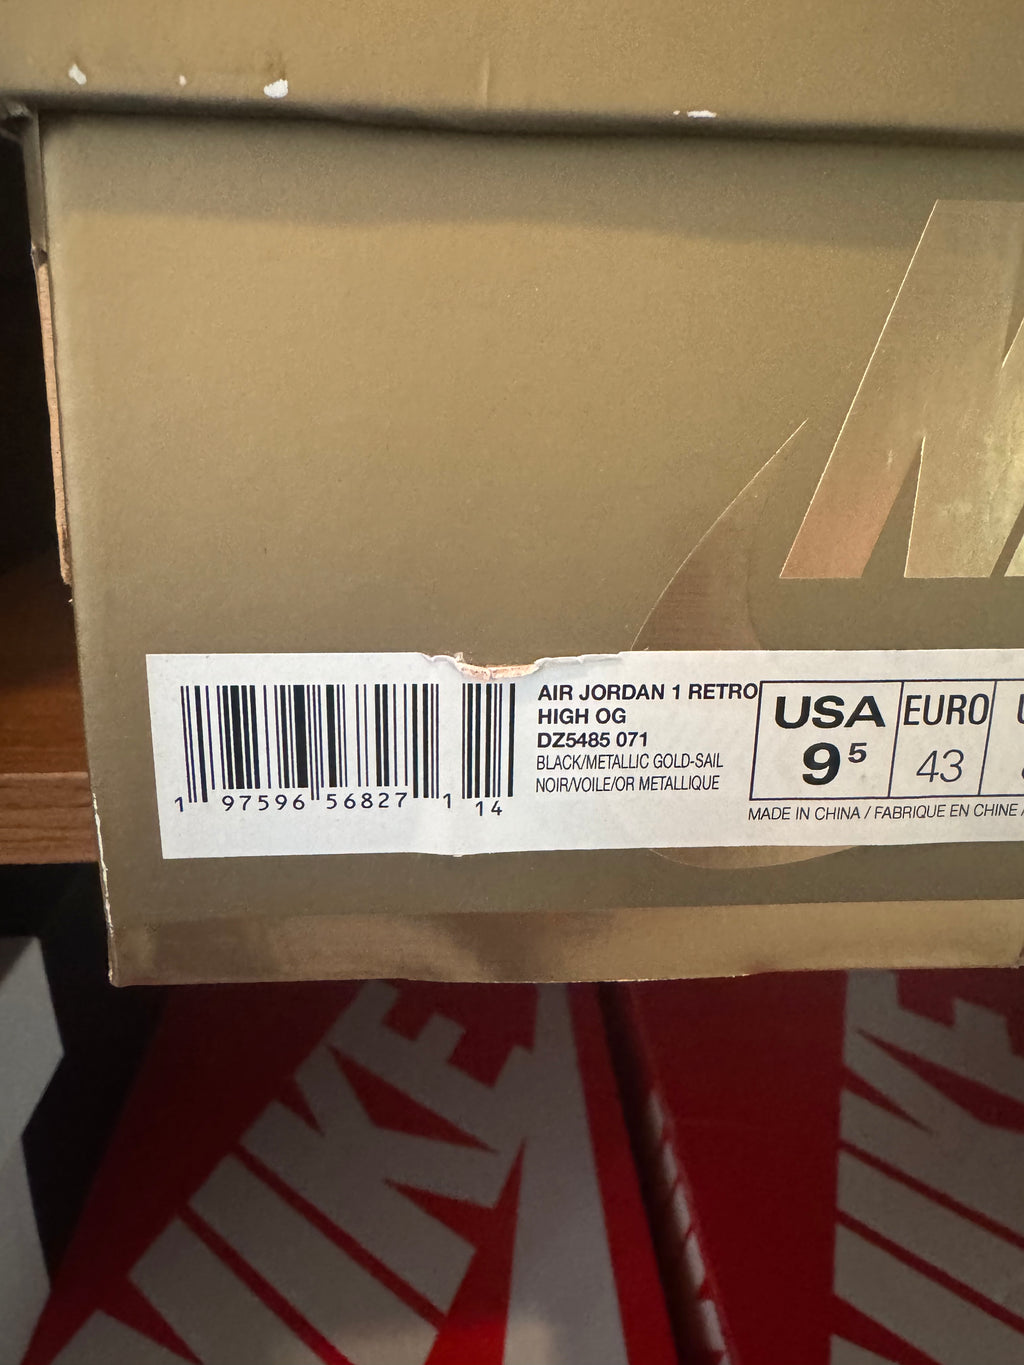 AIR JORDAN 1 RETRO
HIGH OG
DZ5485 071
BLACK/METALLIC GOLD-SAIL
NOIR/VOILE/OR METALLIQUE
USA
9 5
EURO
43
MADE IN CHINA / FABRIQUE EN CHINE /
1 97596 56827 1 14
NIKE